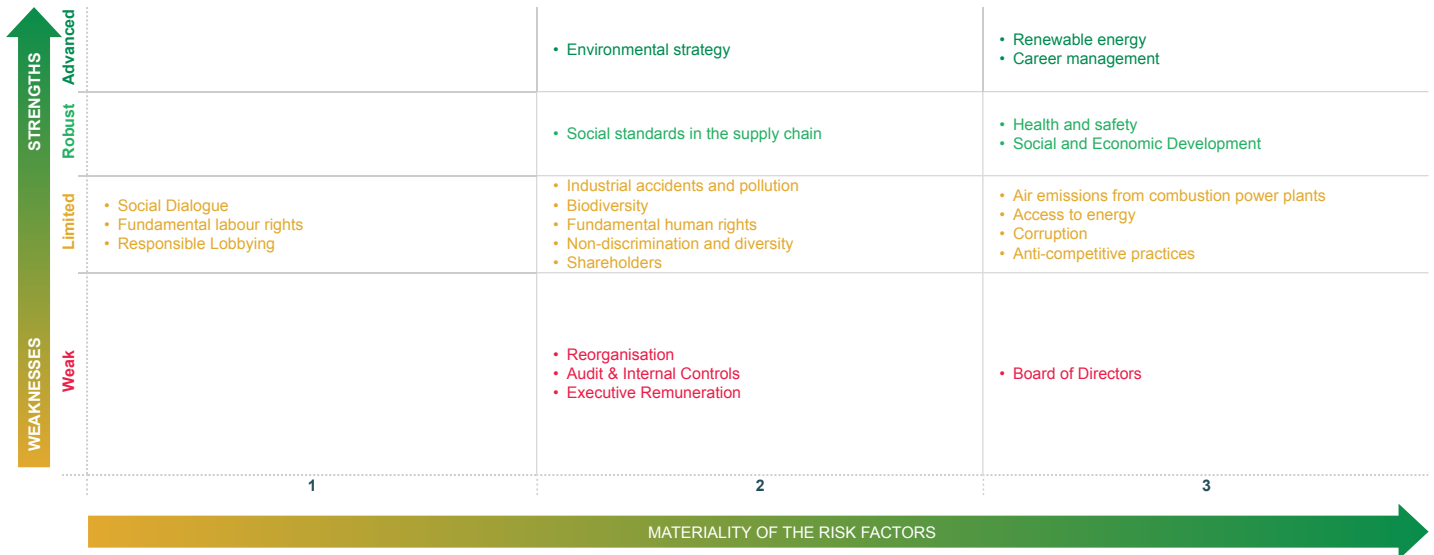 STRENGTHS
WEAKNESSES
Advanced
• Environmental strategy
• Renewable energy
• Career management
Robust
• Social standards in the supply chain
• Health and safety
• Social and Economic Development
Limited
• Social Dialogue
• Fundamental labour rights
• Responsible Lobbying
• Industrial accidents and pollution
• Biodiversity
• Fundamental human rights
• Non-discrimination and diversity
• Shareholders
• Air emissions from combustion power plants
• Access to energy
• Corruption
• Anti-competitive practices
Weak
• Reorganisation
• Audit & Internal Controls
• Executive Remuneration
• Board of Directors
1
2
3
MATERIALITY OF THE RISK FACTORS